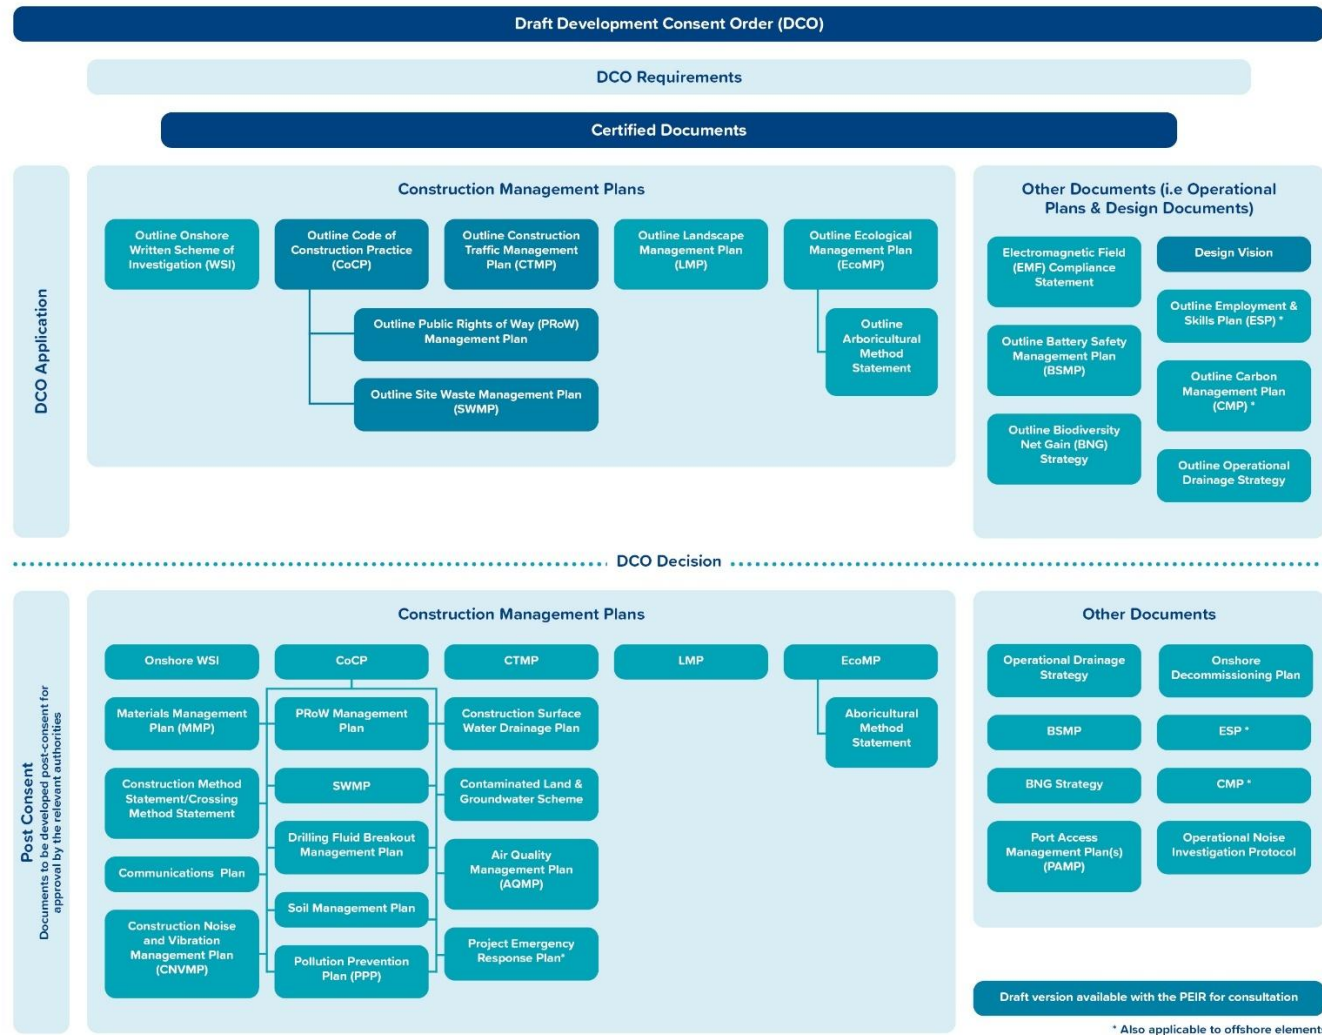 Draft Development Consent Order (DCO)
DCO Requirements
Certified Documents
DCO Application
Construction Management Plans
Outline Onshore
Written Scheme of
Investigation (WSI)
Outline Code of
Construction Practice
(CoCP)
Outline Construction
Traffic Management
Plan (CTMP)
Outline Landscape
Management Plan
(LMP)
Outline Ecological
Management Plan
(EcoMP)
Outline Public Rights of Way (PRoW)
Management Plan
Outline Site Waste Management Plan
(SWMP)
Outline
Arboricultural
Method
Statement
Other Documents (i.e Operational
Plans & Design Documents)
Electromagnetic Field
(EMF) Compliance
Statement
Design Vision
Outline Employment &
Skills Plan (ESP) *
Outline Battery Safety
Management Plan
(BSMP)
Outline Carbon
Management Plan
(CMP) *
Outline Biodiversity
Net Gain (BNG)
Strategy
Outline Operational
Drainage Strategy
DCO Decision
Post Consent
Documents to be developed post-consent for
approval by the relevant authorities
Construction Management Plans
Onshore WSI
CoCP
CTMP
LMP
EcoMP
Materials Management
Plan (MMP)
PRoW Management
Plan
Construction Surface
Water Drainage Plan
Aboricultural
Method
Statement
Construction Method
Statement/Crossing
Method Statement
SWMP
Contaminated Land &
Groundwater Scheme
Drilling Fluid Breakout
Management Plan
Air Quality
Management Plan
(AQMP)
Communications Plan
Soil Management Plan
Construction Noise
and Vibration
Management Plan
(CNVMP)
Pollution Prevention
Plan (PPP)
Project Emergency
Response Plan*
Other Documents
Operational Drainage
Strategy
Onshore
Decommissioning Plan
BSMP
ESP *
BNG Strategy
CMP *
Port Access
Management Plan(s)
(PAMP)
Operational Noise
Investigation Protocol
Draft version available with the PEIR for consultation
* Also applicable to offshore element